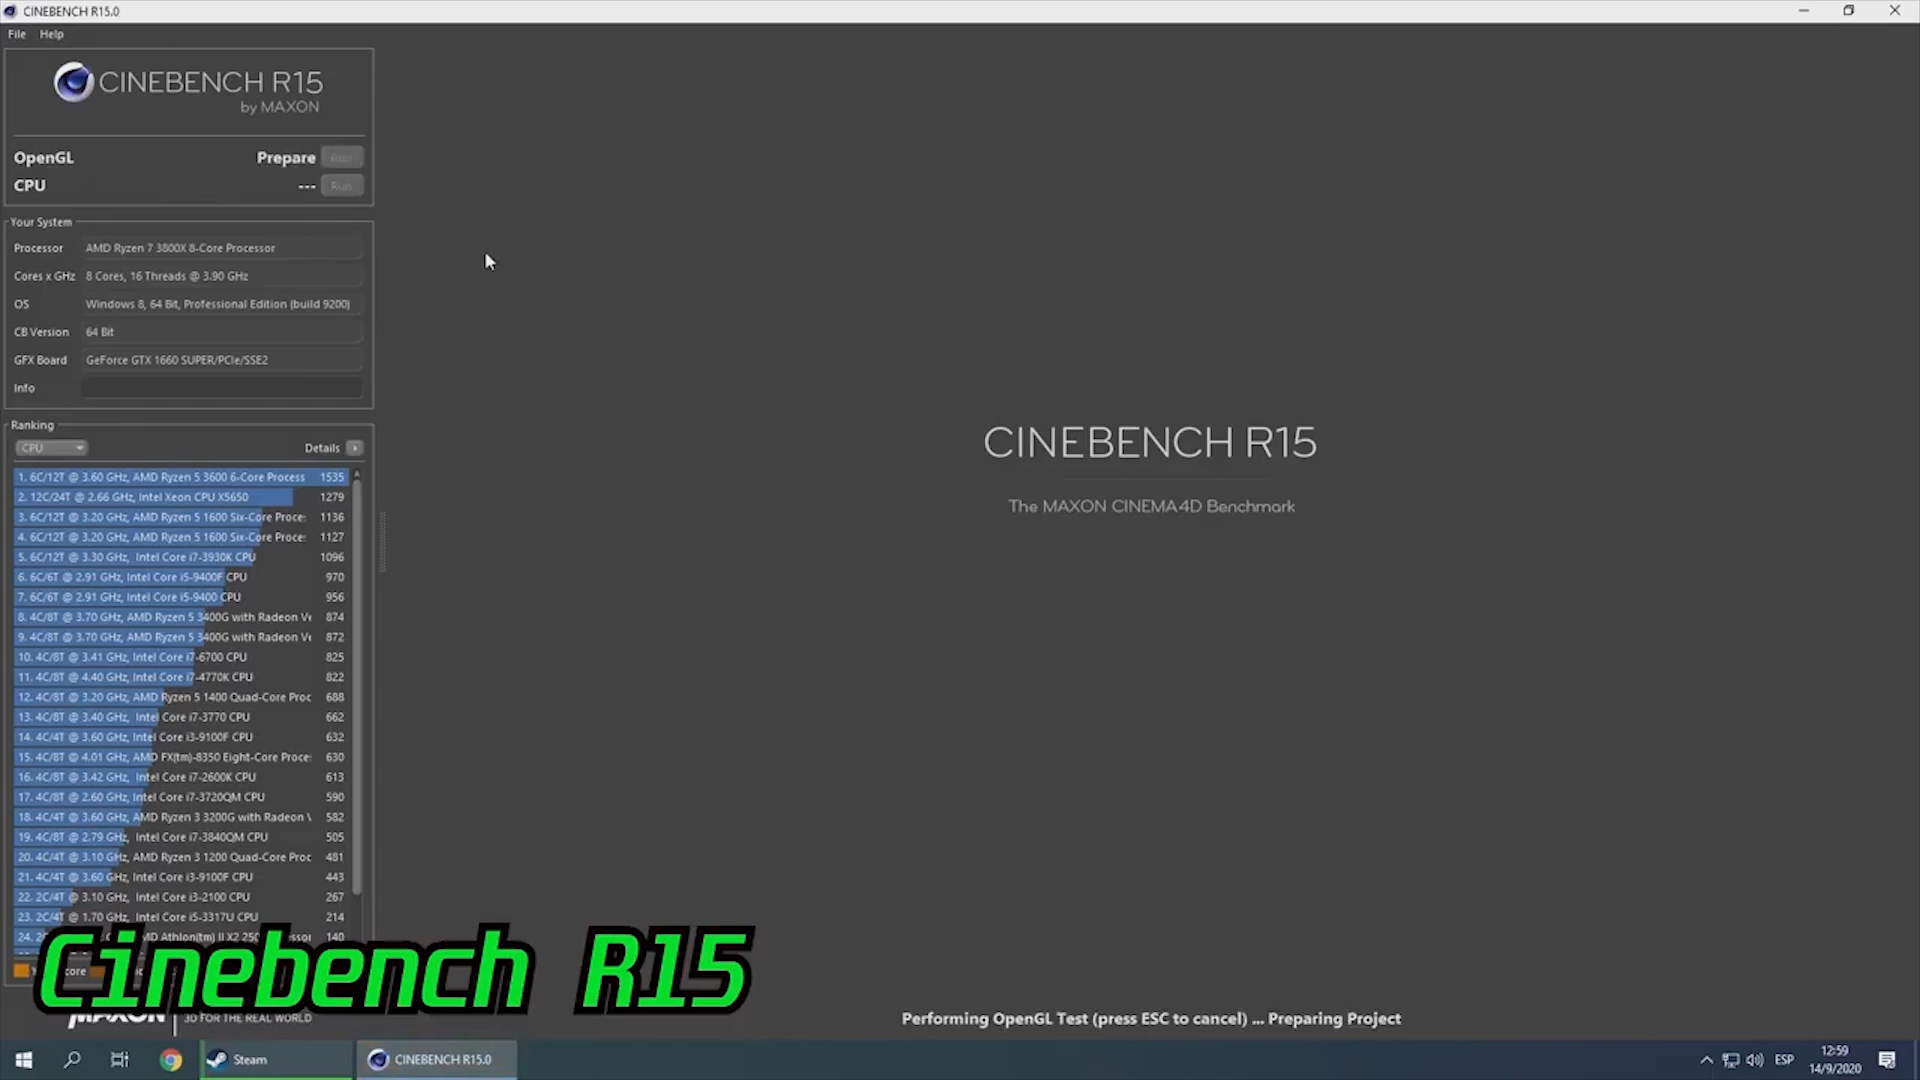 CINEBENCH R15.0
File Help
CINEBENCH R15
by MAXON
OpenGL Prepare
CPU --- Run
Your System
Processor AMD Ryzen 7 3800X 8-Core Processor
Cores x GHz 8 Cores, 16 Threads @ 3.90 GHz
OS Windows 8, 64 Bit, Professional Edition (build 9200)
CB Version 64 Bit
GFX Board GeForce GTX 1660 SUPER/PCIe/SSE2
Info
Ranking
CPU Details
1. 6C/12T @ 3.60 GHz, AMD Ryzen 5 3600 6-Core Process 1535
2. 12C/24T @ 2.66 GHz, Intel Xeon CPU X5650 1279
3. 6C/12T @ 3.20 GHz, AMD Ryzen 5 1600 Six-Core Proce: 1136
4. 6C/12T @ 3.20 GHz, AMD Ryzen 5 1600 Six-Core Proce: 1127
5. 6C/12T @ 3.30 GHz, Intel Core i7-3930K CPU 1096
6. 6C/6T @ 2.91 GHz, Intel Core i5-9400F CPU 970
7. 6C/6T @ 2.91 GHz, Intel Core i5-9400 CPU 956
8. 4C/8T @ 3.70 GHz, AMD Ryzen 5 3400G with Radeon Ve 874
9. 4C/8T @ 3.70 GHz, AMD Ryzen 5 3400G with Radeon Ve 872
10. 4C/8T @ 3.41 GHz, Intel Core i7-6700 CPU 825
11. 4C/8T @ 4.40 GHz, Intel Core i7-4770K CPU 822
12. 4C/8T @ 3.20 GHz, AMD Ryzen 5 1400 Quad-Core Proc 688
13. 4C/8T @ 3.40 GHz, Intel Core i7-3770 CPU 662
14. 4C/4T @ 3.60 GHz, Intel Core i3-9100F CPU 632
15. 4C/8T @ 4.01 GHz, AMD FX(tm)-8350 Eight-Core Proce: 630
16. 4C/8T @ 3.42 GHz, Intel Core i7-2600K CPU 613
17. 4C/8T @ 2.60 GHz, Intel Core i7-3720QM CPU 590
18. 4C/4T @ 3.60 GHz, AMD Ryzen 3 3200G with Radeon \ 582
19. 4C/8T @ 2.79 GHz, Intel Core i7-3840QM CPU 505
20. 4C/4T @ 3.10 GHz, AMD Ryzen 3 1200 Quad-Core Proc 481
21. 4C/4T @ 3.60 GHz, Intel Core i3-9100F CPU 443
22. 2C/4T @ 3.10 GHz, Intel Core i3-2100 CPU 267
23. 2C/4T @ 1.70 GHz, Intel Core i5-3317U CPU 214
24. AMD Athlon(tm) II X2 250 140
CINEBENCH R15
The MAXON CINEMA4D Benchmark
Cinebench R15
MAXON 3D FOR THE REAL WORLD
Performing OpenGL Test (press ESC to cancel) ... Preparing Project
Steam CINEBENCH R15.0 ESP 12:59
14/9/2020